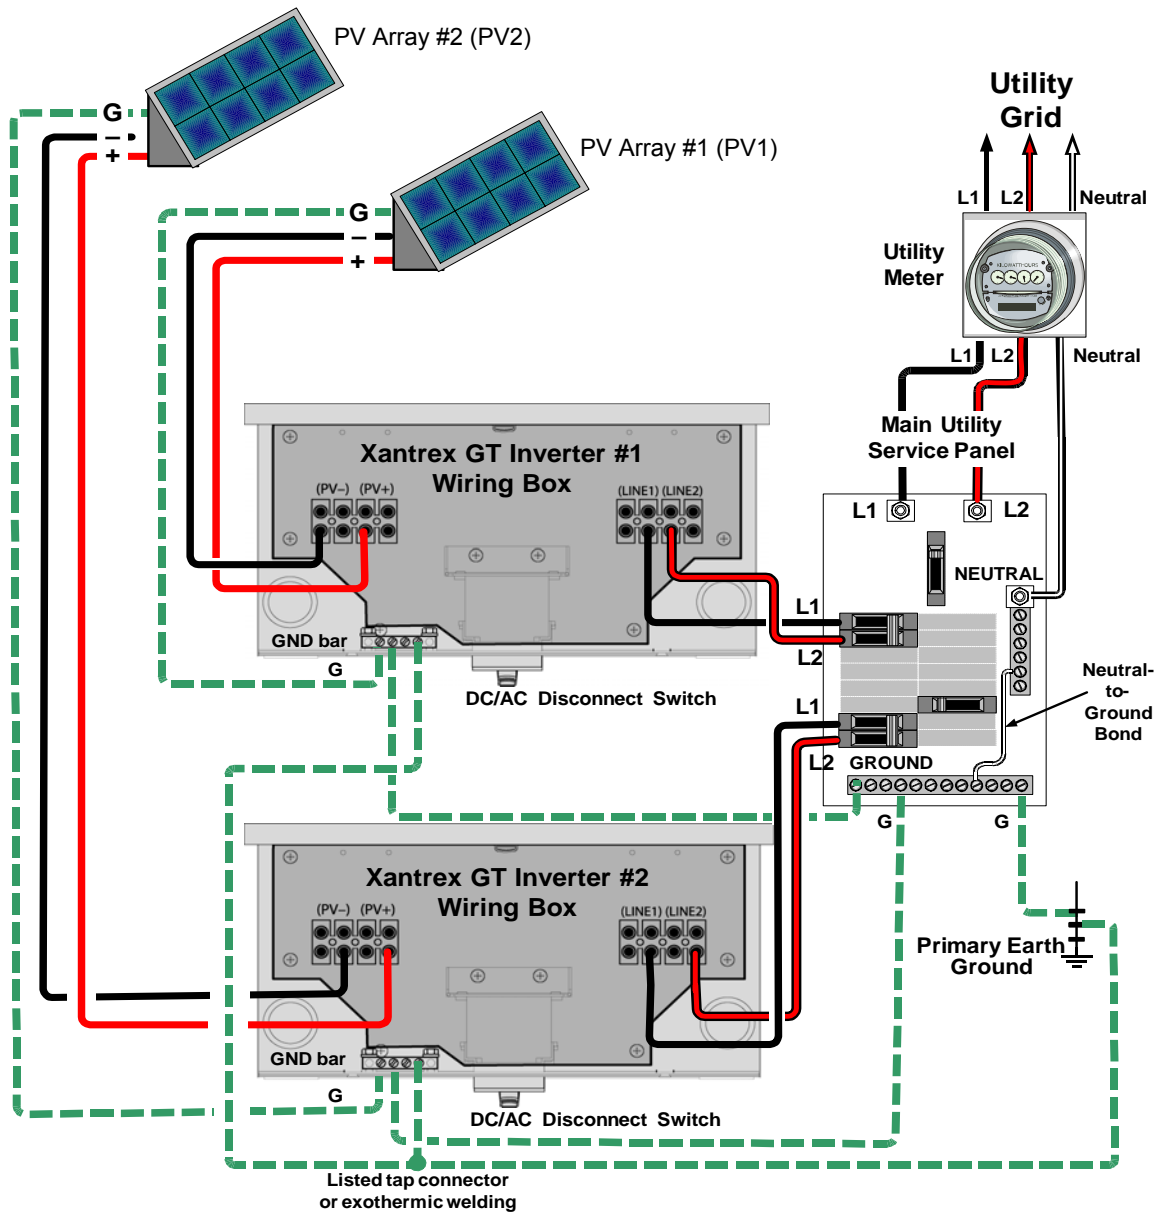 PV Array #2 (PV2)
G
–
+
PV Array #1 (PV1)
G
–
+
Utility
Grid
L1
L2
Neutral
Utility
Meter
KILOWATTHOURS
L1
L2
Neutral
Main Utility
Service Panel
L1
L2
NEUTRAL
Xantrex GT Inverter #1
Wiring Box
(PV–) (PV+)
(LINE1) (LINE2)
L1
L2
GND bar
G
DC/AC Disconnect Switch
L1
L2
GROUND
Neutral-
to-
Ground
Bond
G
G
Xantrex GT Inverter #2
Wiring Box
(PV–) (PV+)
(LINE1) (LINE2)
Primary Earth
Ground
GND bar
G
DC/AC Disconnect Switch
Listed tap connector
or exothermic welding